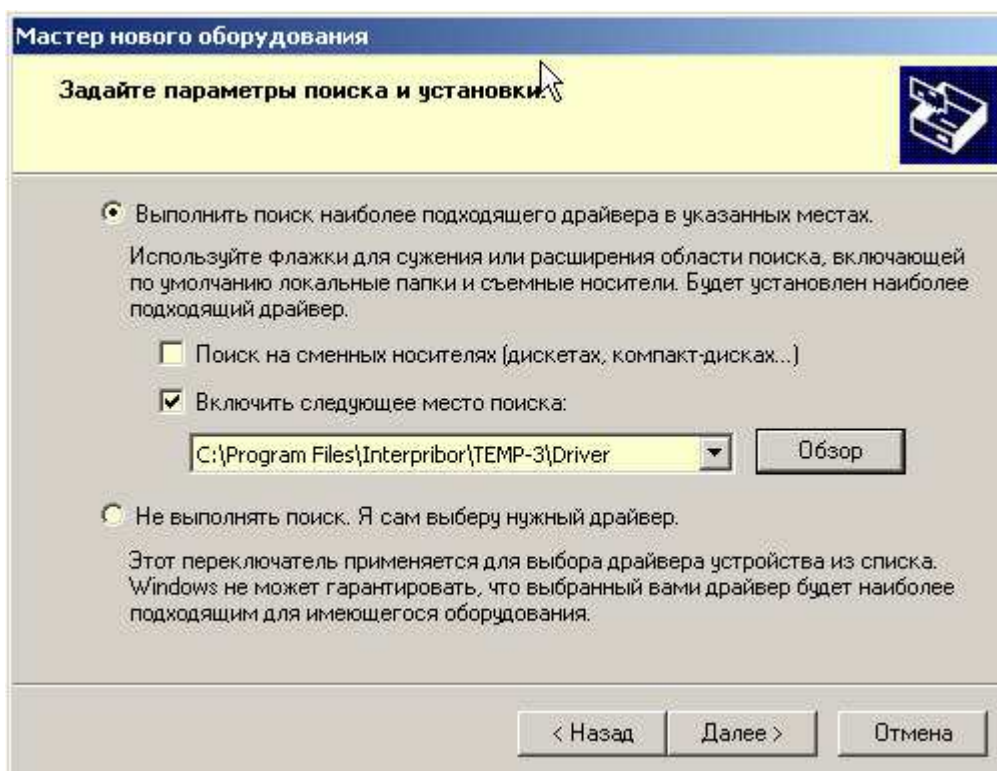 Мастер нового оборудования
Задайте параметры поиска и установки.
Выполнить поиск наиболее подходящего драйвера в указанных местах.
Используйте флажки для сужения или расширения области поиска, включающей
по умолчанию локальные папки и съемные носители. Будет установлен наиболее
подходящий драйвер.
Поиск на сменных носителях (дискетах, компакт-дисках...)
Включить следующее место поиска:
C:\Program Files\Interpribor\TEMP-3\Driver
Обзор
Не выполнять поиск. Я сам выберу нужный драйвер.
Этот переключатель применяется для выбора драйвера устройства из списка.
Windows не может гарантировать, что выбранный вами драйвер будет наиболее
подходящим для имеющегося оборудования.
< Назад Далее > Отмена